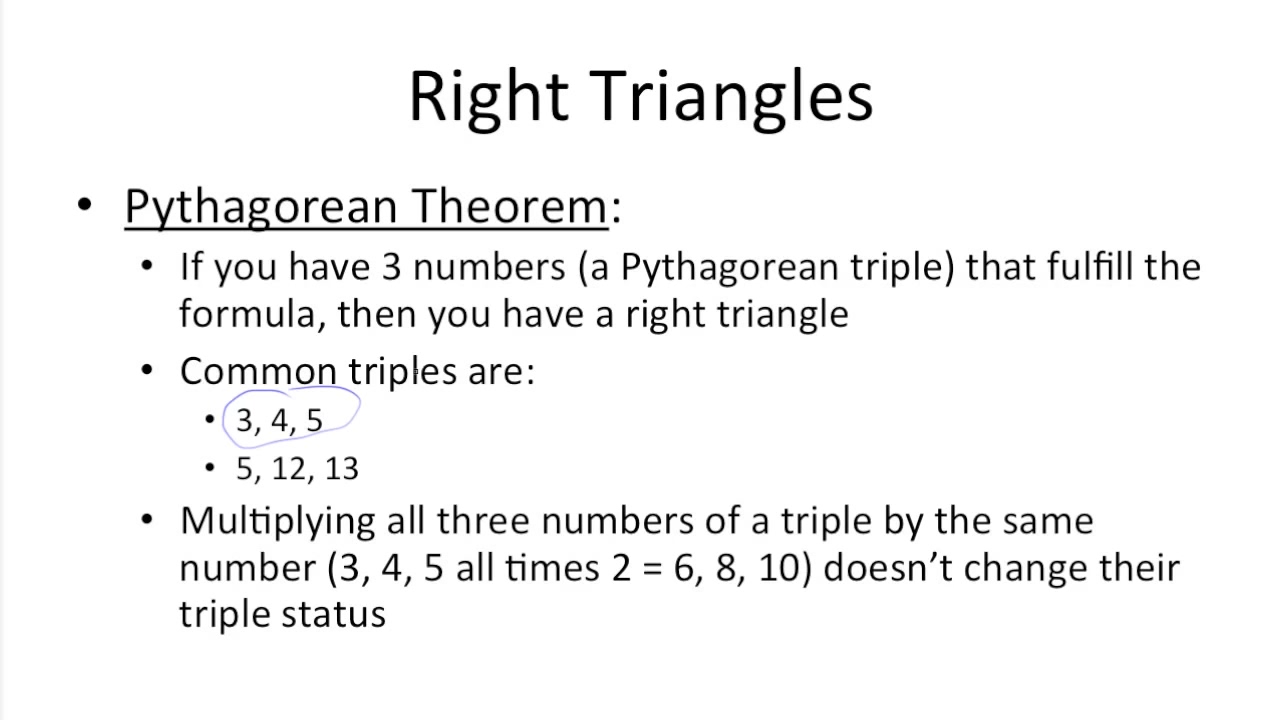 Right Triangles
• Pythagorean Theorem:
• If you have 3 numbers (a Pythagorean triple) that fulfill the
formula, then you have a right triangle
• Common triples are:
• 3, 4, 5
• 5, 12, 13
• Multiplying all three numbers of a triple by the same
number (3, 4, 5 all times 2 = 6, 8, 10) doesn’t change their
triple status